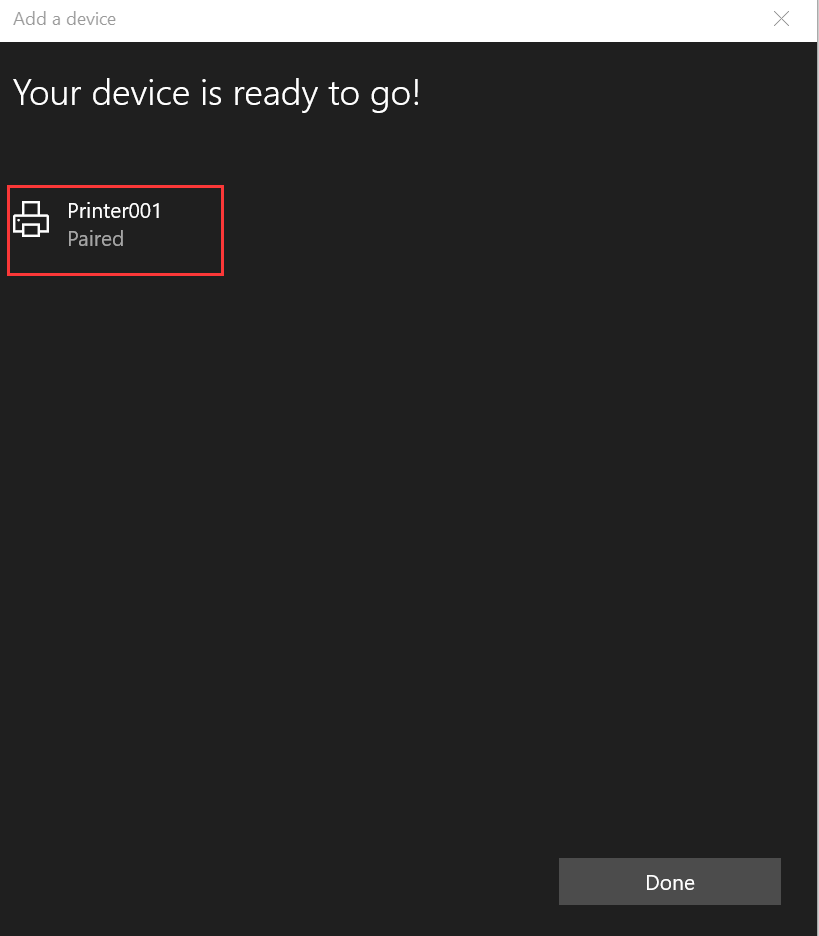 Add a device
Your device is ready to go!
Printer001
Paired
Done